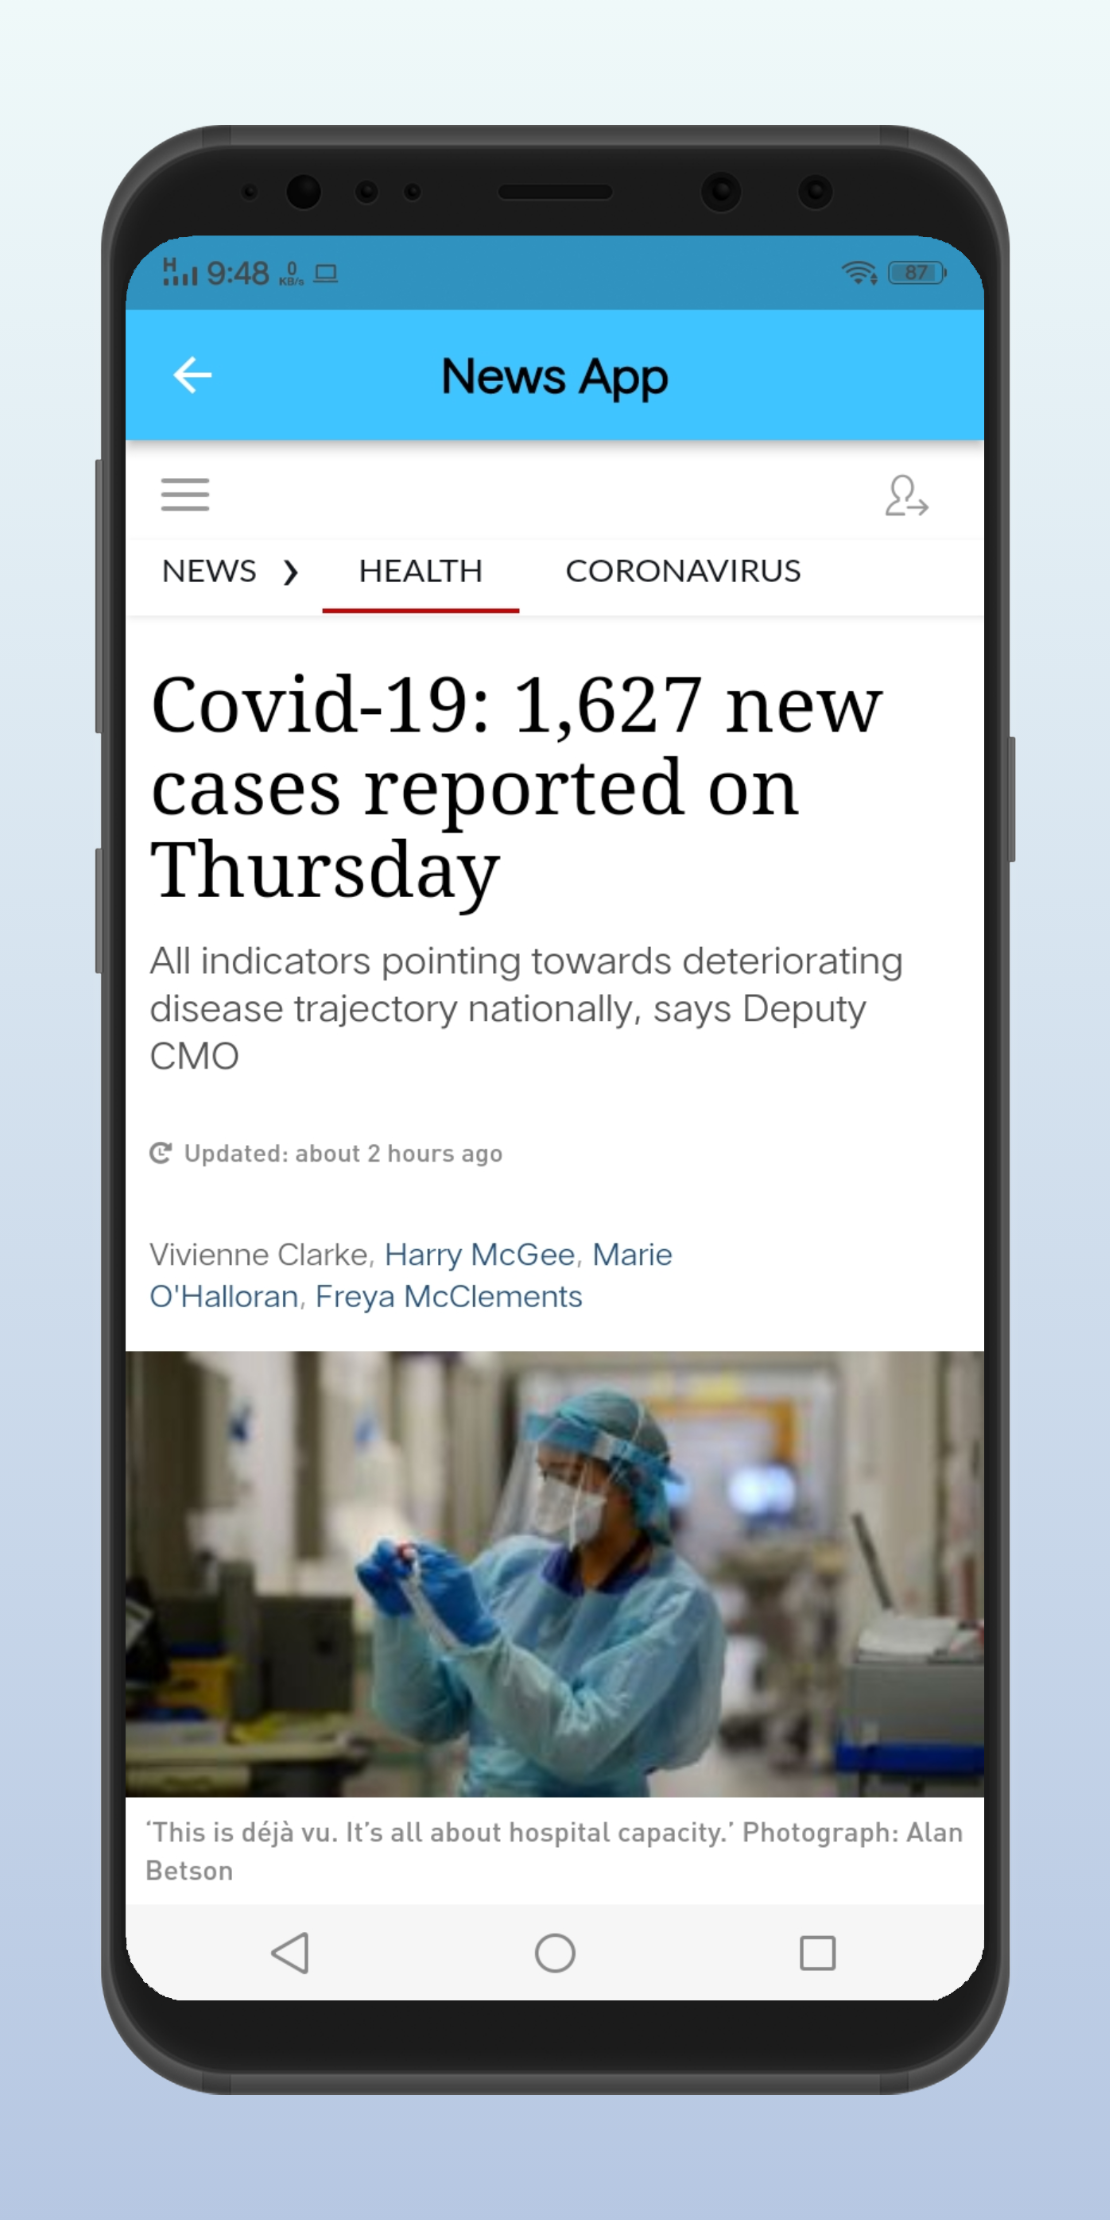 H 9:48 0 KB/s 87
News App
NEWS ❯ HEALTH CORONAVIRUS
Covid-19: 1,627 new
cases reported on
Thursday
All indicators pointing towards deteriorating
disease trajectory nationally, says Deputy
CMO
Updated: about 2 hours ago
Vivienne Clarke, Harry McGee, Marie
O'Halloran, Freya McClements
‘This is déjà vu. It’s all about hospital capacity.’ Photograph: Alan
Betson